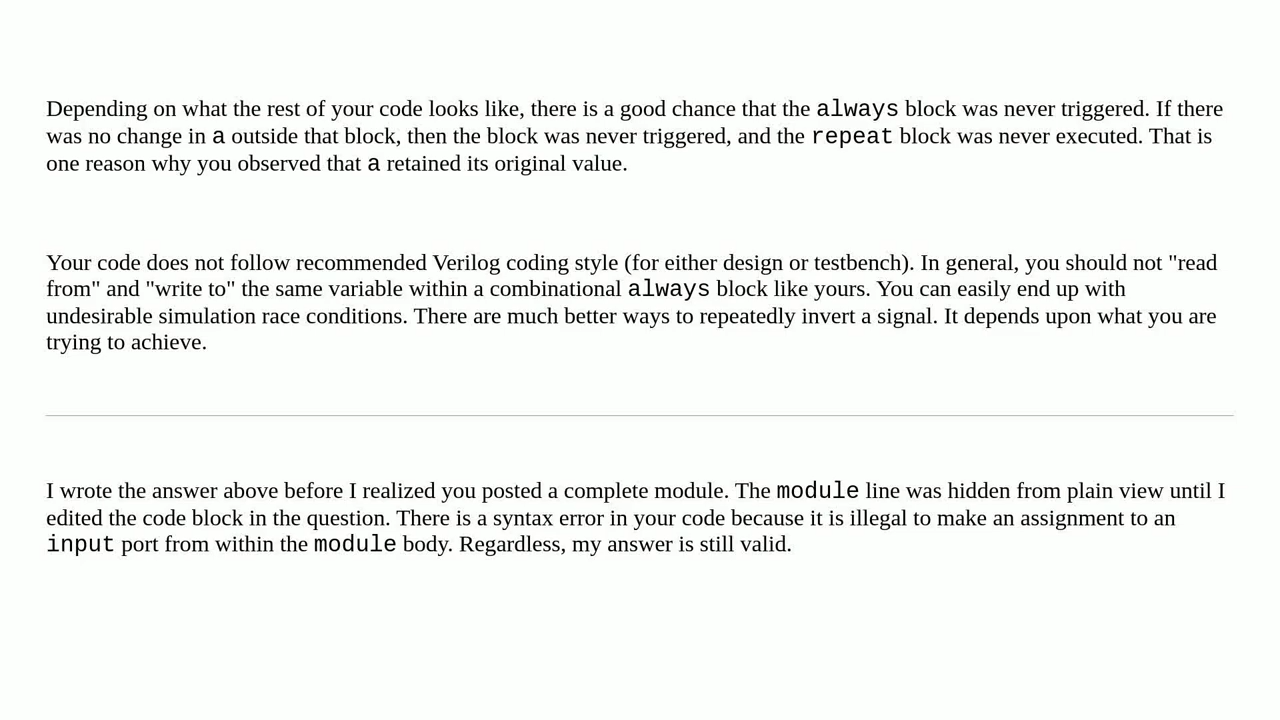 Depending on what the rest of your code looks like, there is a good chance that the always block was never triggered. If there
was no change in a outside that block, then the block was never triggered, and the repeat block was never executed. That is
one reason why you observed that a retained its original value.
Your code does not follow recommended Verilog coding style (for either design or testbench). In general, you should not "read
from" and "write to" the same variable within a combinational always block like yours. You can easily end up with
undesirable simulation race conditions. There are much better ways to repeatedly invert a signal. It depends upon what you are
trying to achieve.
I wrote the answer above before I realized you posted a complete module. The module line was hidden from plain view until I
edited the code block in the question. There is a syntax error in your code because it is illegal to make an assignment to an
input port from within the module body. Regardless, my answer is still valid.